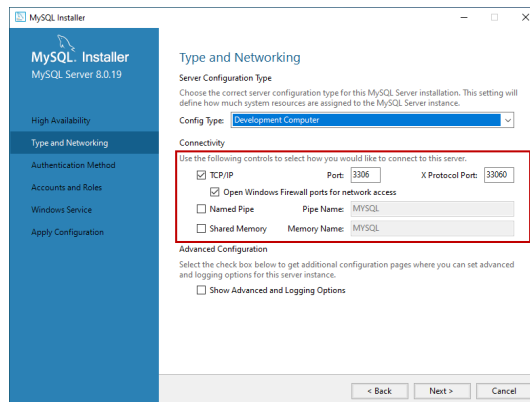 MySQL Installer
MySQL. Installer
MySQL Server 8.0.19
High Availability
Type and Networking
Authentication Method
Accounts and Roles
Windows Service
Apply Configuration
Type and Networking
Server Configuration Type
Choose the correct server configuration type for this MySQL Server installation. This setting will
define how much system resources are assigned to the MySQL Server instance.
Config Type: Development Computer
Connectivity
Use the following controls to select how you would like to connect to this server.
TCP/IP Port: 3306 X Protocol Port: 33060
Open Windows Firewall ports for network access
Named Pipe Pipe Name: MYSQL
Shared Memory Memory Name: MYSQL
Advanced Configuration
Select the check box below to get additional configuration pages where you can set advanced
and logging options for this server instance.
Show Advanced and Logging Options
< Back Next > Cancel